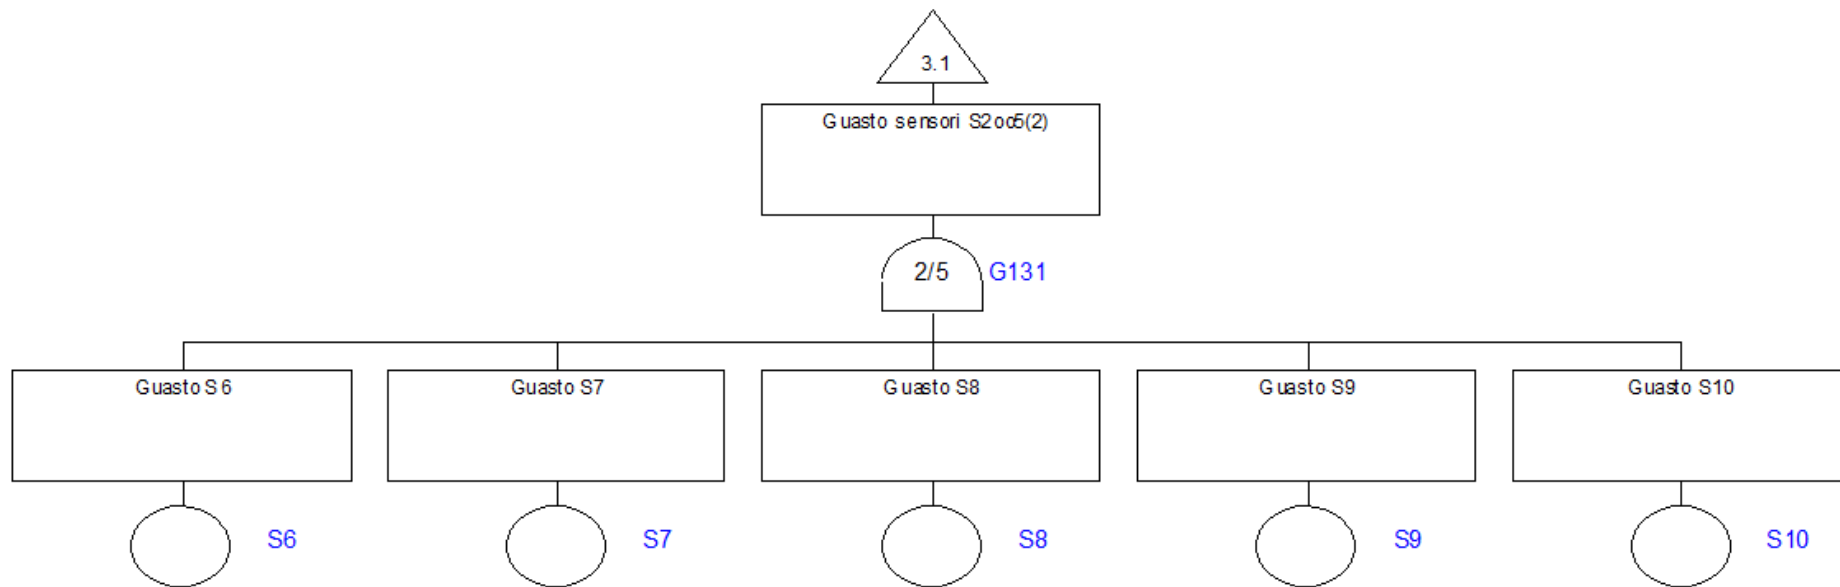 3.1
Guasto sensori S2oo5(2)
2/5 G131
Guasto S6 Guasto S7 Guasto S8 Guasto S9 Guasto S10
S6 S7 S8 S9 S10